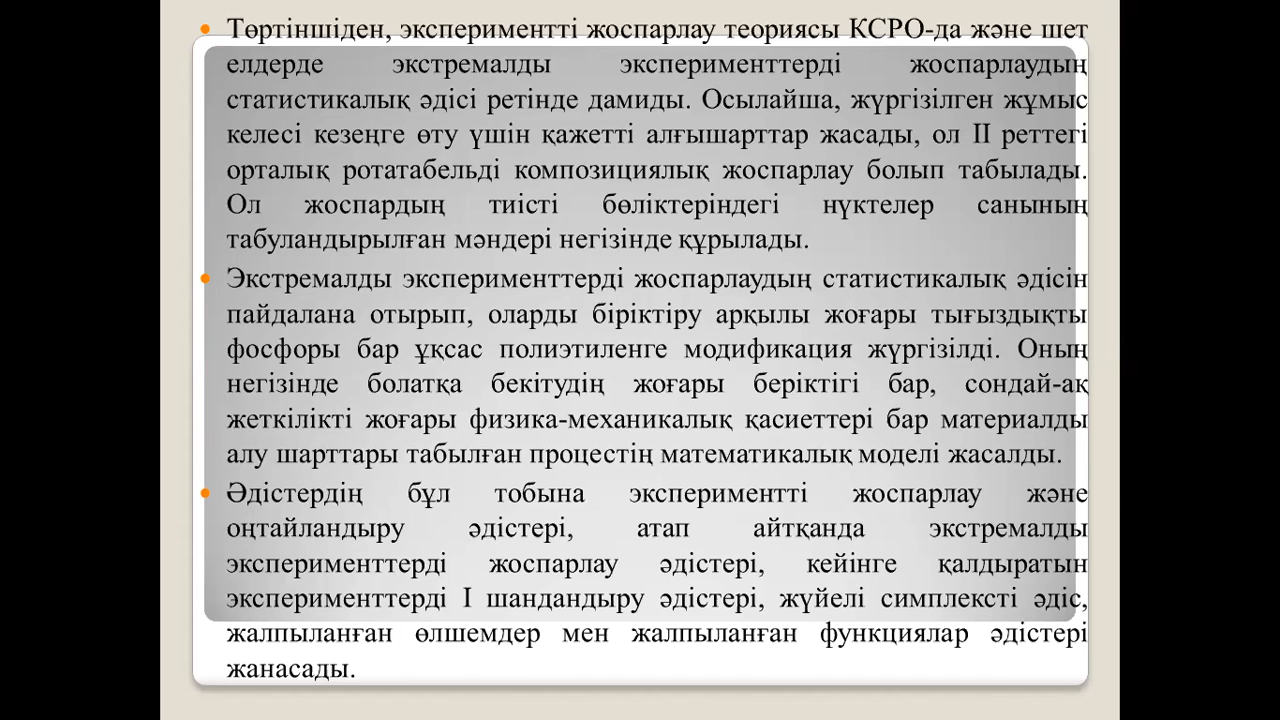 • Төртіншіден, экспериментті жоспарлау теориясы КСРО-да және шет
елдерде экстремалды эксперименттерді жоспарлаудың
статистикалық әдісі ретінде дамиды. Осылайша, жүргізілген жұмыс
келесі кезеңге өту үшін қажетті алғышарттар жасады, ол II реттегі
орталық ротатабельді композициялық жоспарлау болып табылады.
Ол жоспардың тиісті бөліктеріндегі нүктелер санының
табуландырылған мәндері негізінде құрылады.
• Экстремалды эксперименттерді жоспарлаудың статистикалық әдісін
пайдалана отырып, оларды біріктіру арқылы жоғары тығыздықты
фосфоры бар ұқсас полиэтиленге модификация жүргізілді. Оның
негізінде болатқа бекітудің жоғары беріктігі бар, сондай-ақ
жеткілікті жоғары физика-механикалық қасиеттері бар материалды
алу шарттары табылған процестің математикалық моделі жасалды.
• Әдістердің бұл тобына экспериментті жоспарлау және
оңтайландыру әдістері, атап айтқанда экстремалды
эксперименттерді жоспарлау әдістері, кейінге қалдыратын
эксперименттерді I шандандыру әдістері, жүйелі симплексті әдіс,
жалпыланған өлшемдер мен жалпыланған функциялар әдістері
жанасады.